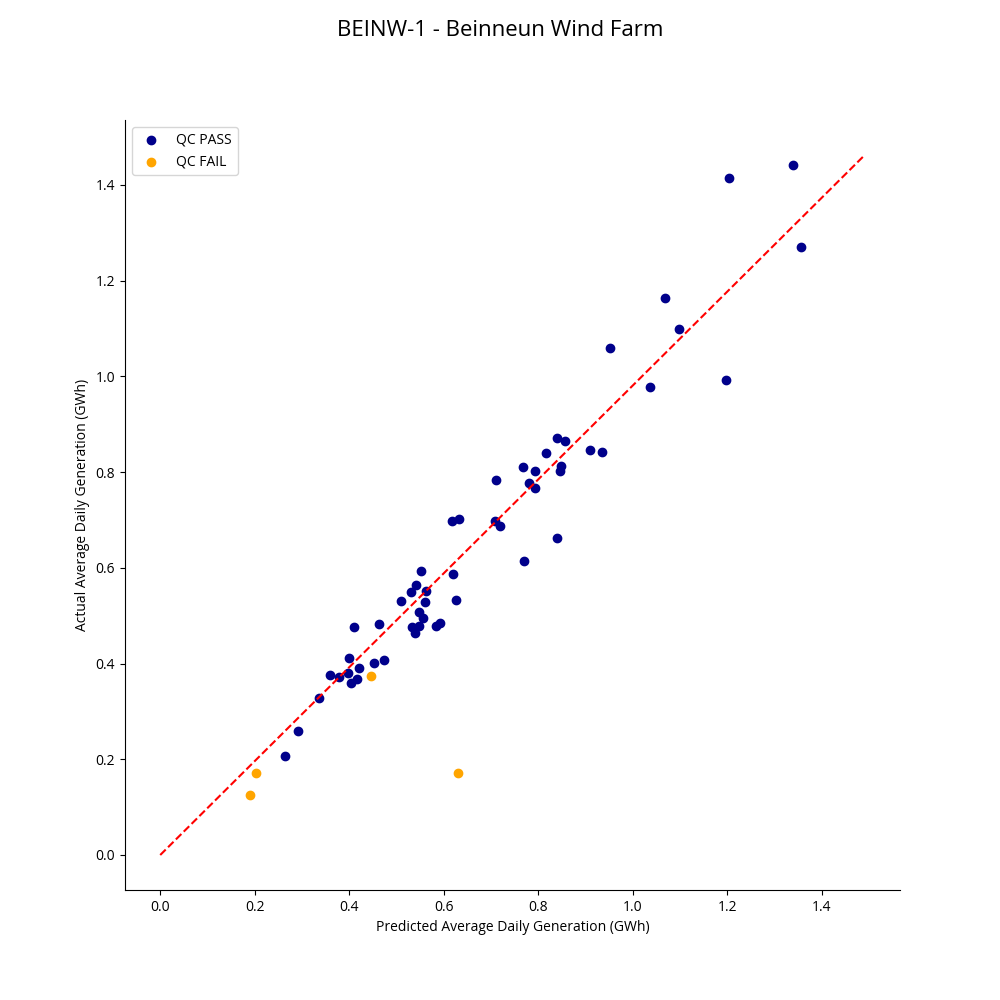 BEINW-1 - Beinneun Wind Farm
QC PASS
QC FAIL
Actual Average Daily Generation (GWh)
1.4
1.2
1.0
0.8
0.6
0.4
0.2
0.0
0.0 0.2 0.4 0.6 0.8 1.0 1.2 1.4
Predicted Average Daily Generation (GWh)